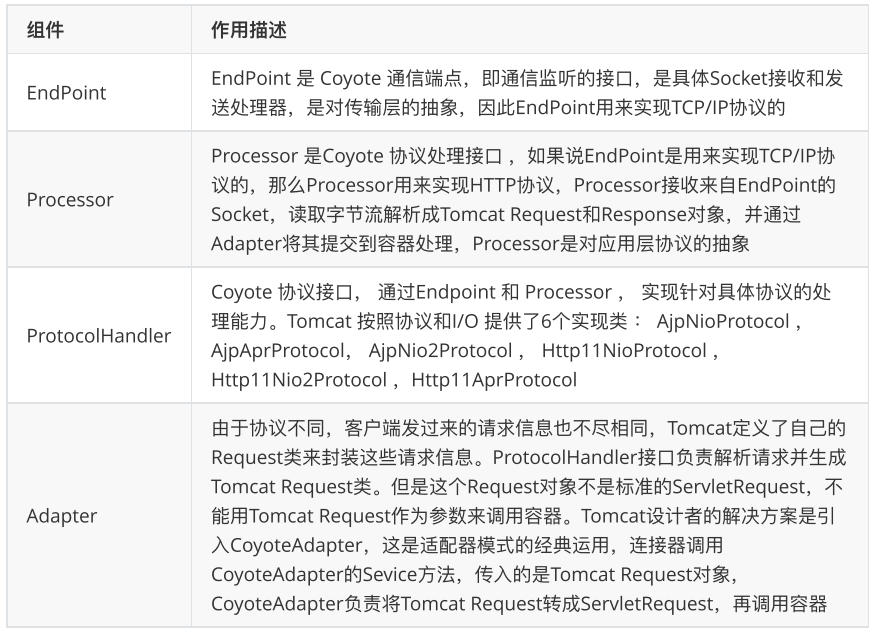 组件
作用描述
EndPoint
EndPoint 是 Coyote 通信端点，即通信监听的接口，是具体Socket接收和发
送处理器，是对传输层的抽象，因此EndPoint用来实现TCP/IP协议的
Processor
Processor 是Coyote 协议处理接口 ，如果说EndPoint是用来实现TCP/IP协
议的，那么Processor用来实现HTTP协议，Processor接收来自EndPoint的
Socket，读取字节流解析成Tomcat Request和Response对象，并通过
Adapter将其提交到容器处理，Processor是对应用层协议的抽象
ProtocolHandler
Coyote 协议接口， 通过Endpoint 和 Processor ， 实现针对具体协议的处
理能力。Tomcat 按照协议和I/O 提供了6个实现类 ： AjpNioProtocol ，
AjpAprProtocol， AjpNio2Protocol ， Http11NioProtocol ，
Http11Nio2Protocol ，Http11AprProtocol
Adapter
由于协议不同，客户端发过来的请求信息也不尽相同，Tomcat定义了自己的
Request类来封装这些请求信息。ProtocolHandler接口负责解析请求并生成
Tomcat Request类。但是这个Request对象不是标准的ServletRequest，不
能用Tomcat Request作为参数来调用容器。Tomcat设计者的解决方案是引
入CoyoteAdapter，这是适配器模式的经典运用，连接器调用
CoyoteAdapter的Sevice方法，传入的是Tomcat Request对象，
CoyoteAdapter负责将Tomcat Request转成ServletRequest，再调用容器